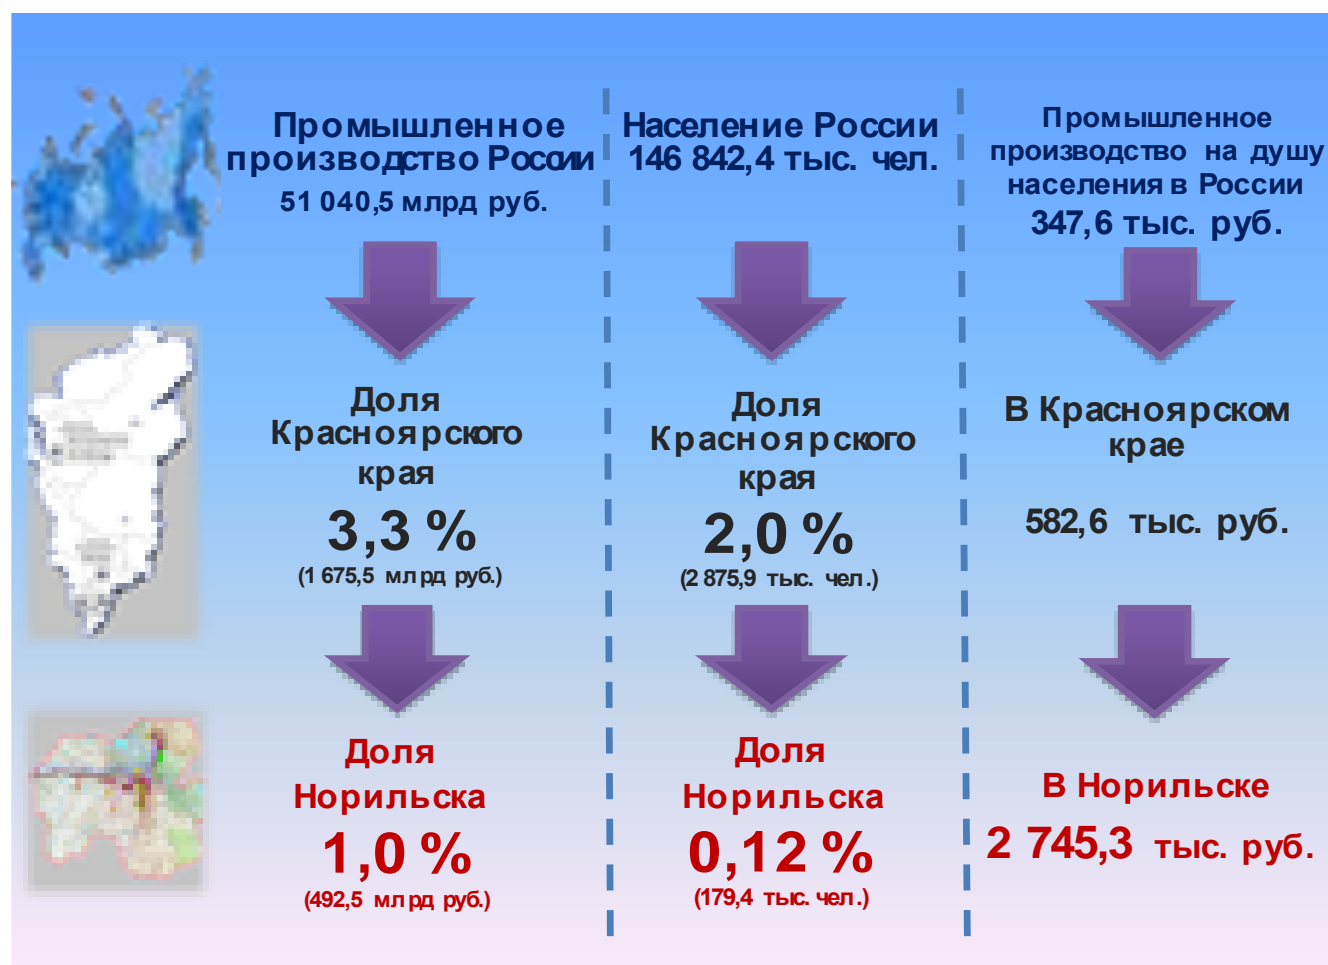 Промышленное
производство России
51 040,5 млрд руб.
Население России
146 842,4 тыс. чел.
Промышленное
производство на душу
населения в России
347,6 тыс. руб.
Доля
Красноярского
края
3,3 %
(1 675,5 млрд руб.)
Доля
Красноярского
края
2,0 %
(2 875,9 тыс. чел.)
В Красноярском
крае
582,6 тыс. руб.
Доля
Норильска
1,0 %
(492,5 млрд руб.)
Доля
Норильска
0,12 %
(179,4 тыс. чел.)
В Норильске
2 745,3 тыс. руб.